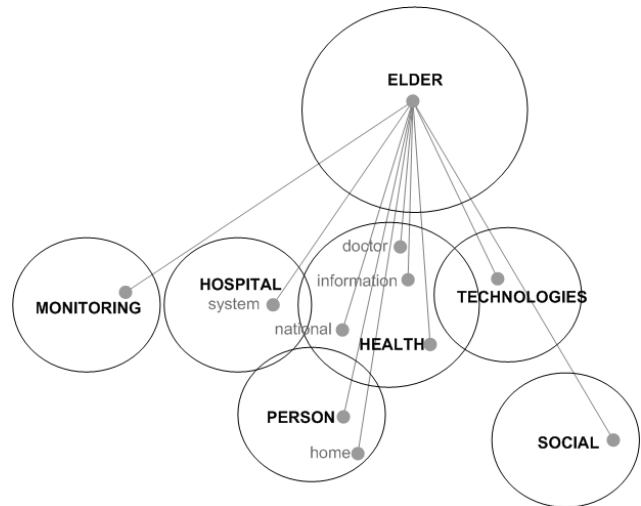 ELDER
doctor
information
HOSPITAL
system
MONITORING
TECHNOLOGIES
national
HEALTH
PERSON
home
SOCIAL